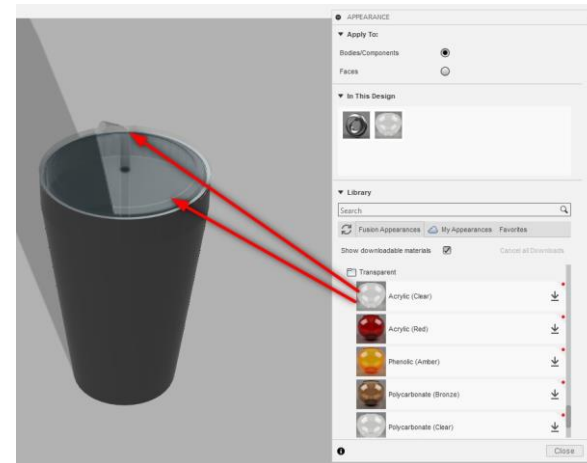 APPEARANCE
Apply To:
Bodies/Components
Faces
In This Design
Library
Search
Fusion Appearances My Appearances Favorites
Show downloadable materials Cancel all Downloads
Transparent
Acrylic (Clear)
Acrylic (Red)
Phenolic (Amber)
Polycarbonate (Bronze)
Polycarbonate (Clear)
Close